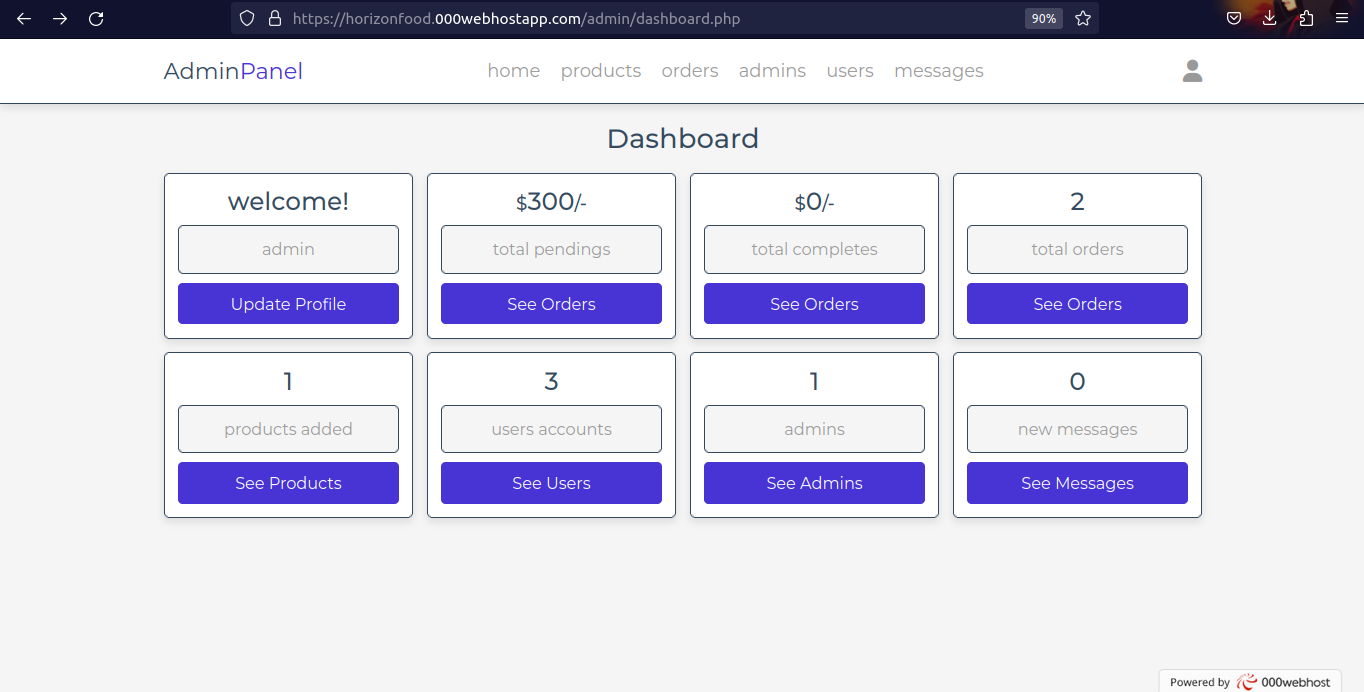 https://horizonfood.000webhostapp.com/admin/dashboard.php 90%
AdminPanel home products orders admins users messages
Dashboard
welcome! $300/- $0/- 2
admin total pendings total completes total orders
Update Profile See Orders See Orders See Orders
1 3 1 0
products added users accounts admins new messages
See Products See Users See Admins See Messages
Powered by 000webhost